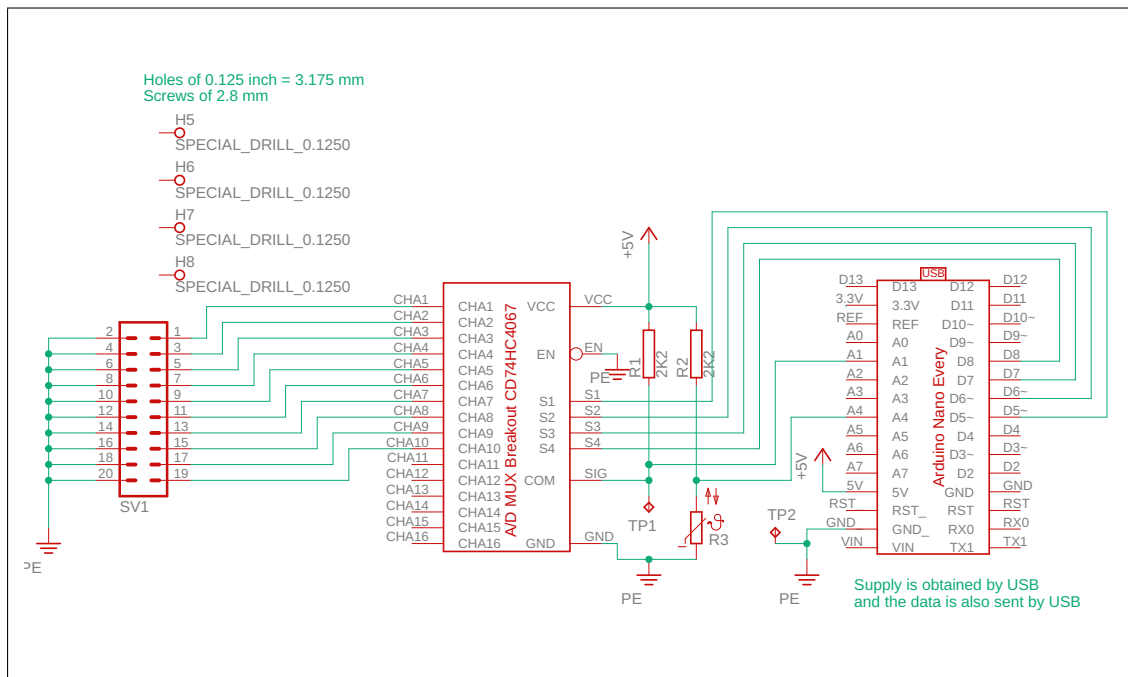 Holes of 0.125 inch = 3.175 mm
Screws of 2.8 mm
H5
SPECIAL_DRILL_0.1250
H6
SPECIAL_DRILL_0.1250
H7
SPECIAL_DRILL_0.1250
H8
SPECIAL_DRILL_0.1250
2 1
4 3
6 5
8 7
10 9
12 11
14 13
16 15
18 17
20 19
SV1
PE
CHA1 CHA1 VCC VCC
CHA2 CHA2
CHA3 CHA3
CHA4 CHA4 EN EN
CHA5 CHA5
CHA6 CHA6
CHA7 CHA7 S1 S1
CHA8 CHA8 S2 S2
CHA9 CHA9 S3 S3
CHA10 CHA10 S4 S4
CHA11 CHA11
CHA12 CHA12 COM SIG
CHA13 CHA13
CHA14 CHA14
CHA15 CHA15
CHA16 CHA16 GND GND
A/D MUX Breakout CD74HC4067
+5V
PE
R1
2K2
R2
2K2
TP1
R3
PE
USB
D13 D13 D12 D12
3.3V 3.3V D11 D11
REF REF D10~ D10~
A0 A0 D9~ D9~
A1 A1 D8 D8
A2 A2 D7 D7
A3 A3 D6~ D6~
A4 A4 D5~ D5~
A5 A5 D4 D4
A6 A6 D3~ D3~
A7 A7 D2 D2
5V 5V GND GND
RST_ RST_ RST RST
GND_ GND_ RX0 RX0
VIN VIN TX1 TX1
Arduino Nano Every
+5V
TP2
PE
Supply is obtained by USB
and the data is also sent by USB